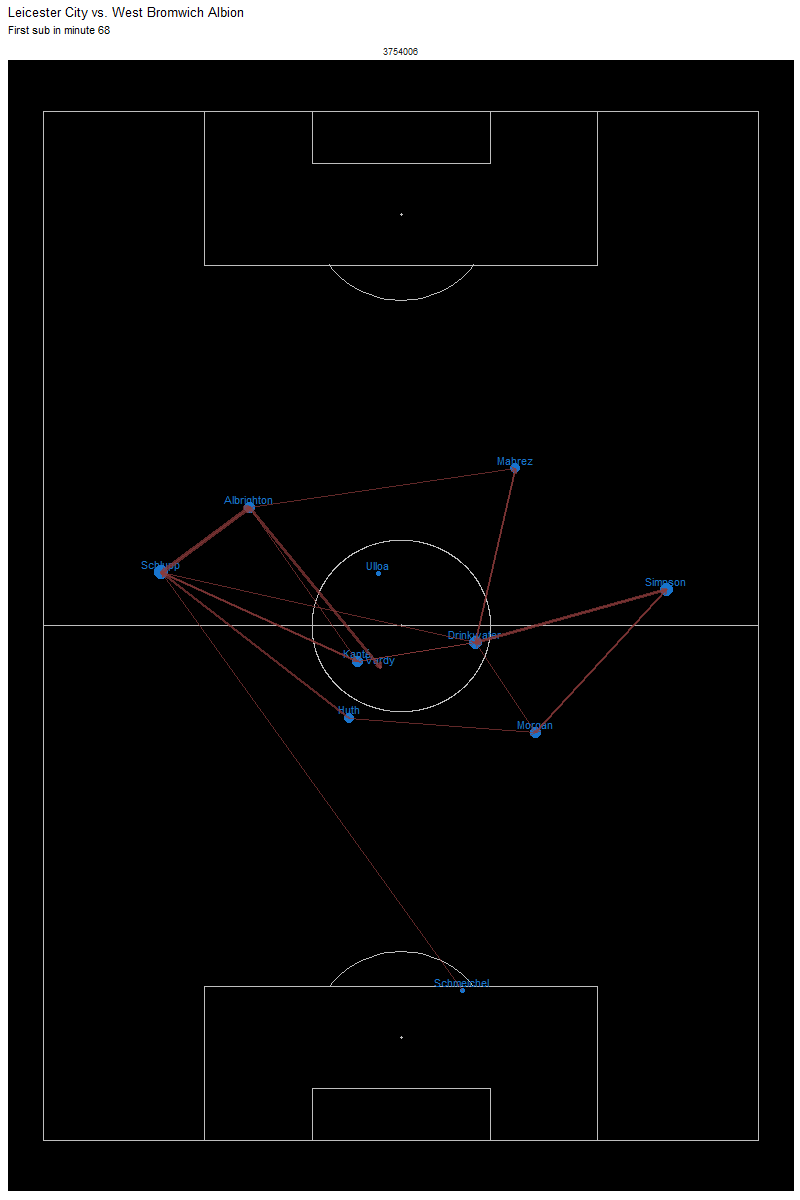 Leicester City vs. West Bromwich Albion
First sub in minute 68
3754006
Mahrez
Albrighton
Schlupp
Ulloa
Simpson
Drinkwater
Kante
Vardy
Huth
Morgan
Schmeichel